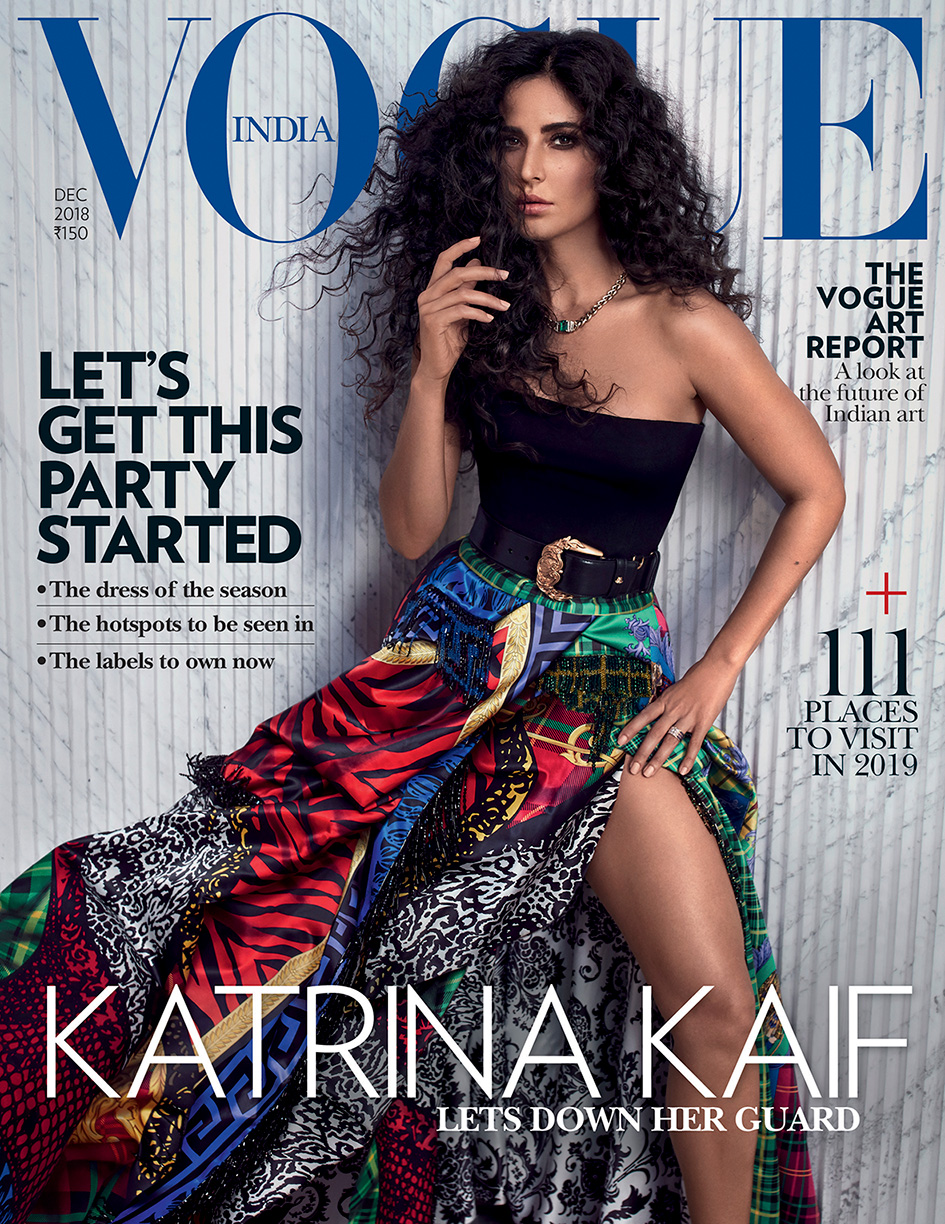 VOGUE
INDIA
DEC
2018
₹150
THE
VOGUE
ART
REPORT
A look at
the future of
Indian art
LET'S
GET THIS
PARTY
STARTED
• The dress of the season
• The hotspots to be seen in
• The labels to own now
+
111
PLACES
TO VISIT
IN 2019
KATRINA KAIF
LETS DOWN HER GUARD